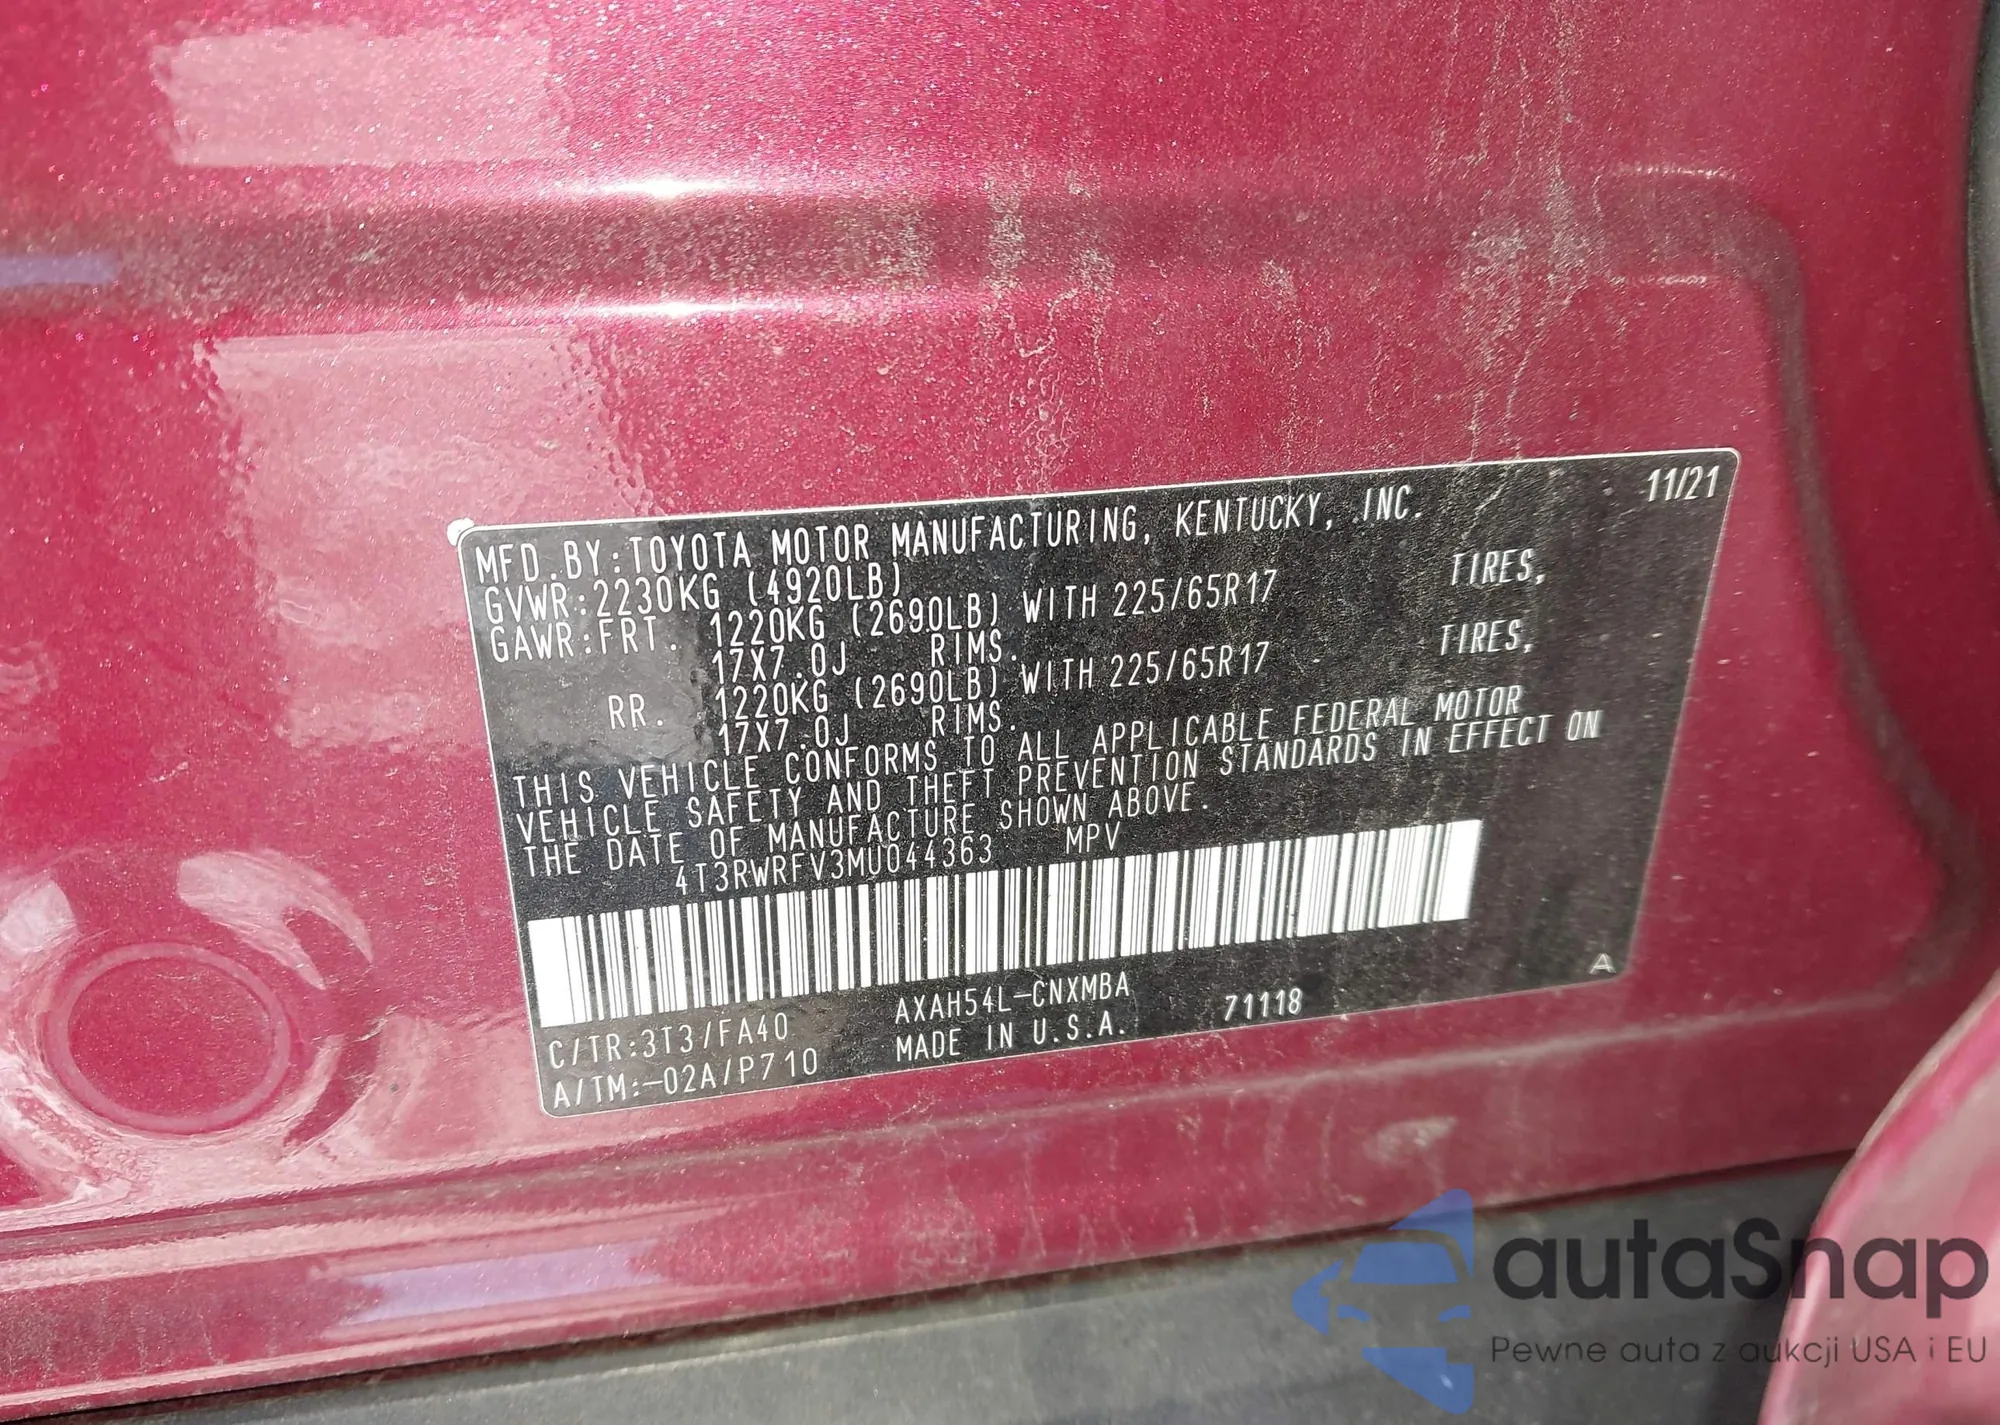 11/21
MFD.BY:TOYOTA MOTOR MANUFACTURING, KENTUCKY, INC.
GVWR:2230KG (4920LB)
GAWR:FRT. 1220KG (2690LB) WITH 225/65R17 TIRES,
17X7.0J RIMS.
RR. 1220KG (2690LB) WITH 225/65R17 TIRES,
17X7.0J RIMS.
THIS VEHICLE CONFORMS TO ALL APPLICABLE FEDERAL MOTOR
VEHICLE SAFETY AND THEFT PREVENTION STANDARDS IN EFFECT ON
THE DATE OF MANUFACTURE SHOWN ABOVE.
4T3RWRFV3MU044363 MPV
A
C/TR:3T3/FA40 AXAH54L-CNXMBA 71118
A/TM:-02A/P710 MADE IN U.S.A.
autaSnap
Pewne auta z aukcji USA i EU